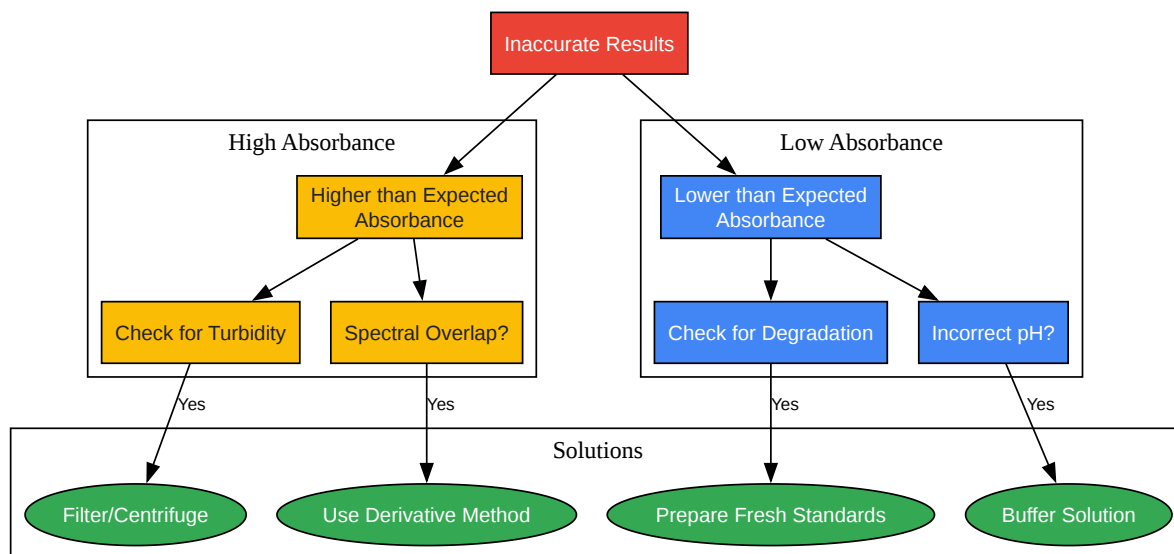 Inaccurate Results
High Absorbance
Low Absorbance
Higher than Expected
Absorbance
Lower than Expected
Absorbance
Check for Turbidity
Spectral Overlap?
Check for Degradation
Incorrect pH?
Yes
Yes
Yes
Yes
Solutions
Filter/Centrifuge
Use Derivative Method
Prepare Fresh Standards
Buffer Solution